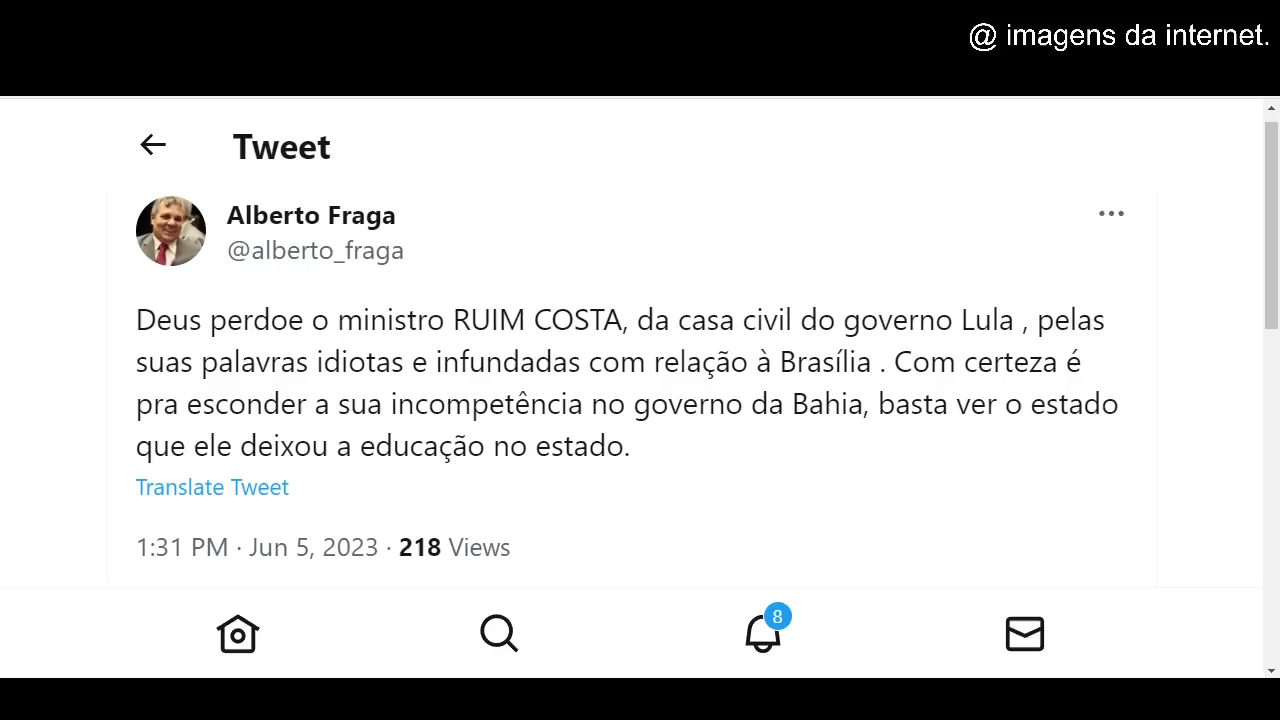 @ imagens da internet.
Tweet
Alberto Fraga
@alberto_fraga
Deus perdoe o ministro RUIM COSTA, da casa civil do governo Lula , pelas
suas palavras idiotas e infundadas com relação à Brasília . Com certeza é
pra esconder a sua incompetência no governo da Bahia, basta ver o estado
que ele deixou a educação no estado.
Translate Tweet
1:31 PM · Jun 5, 2023 · 218 Views
8